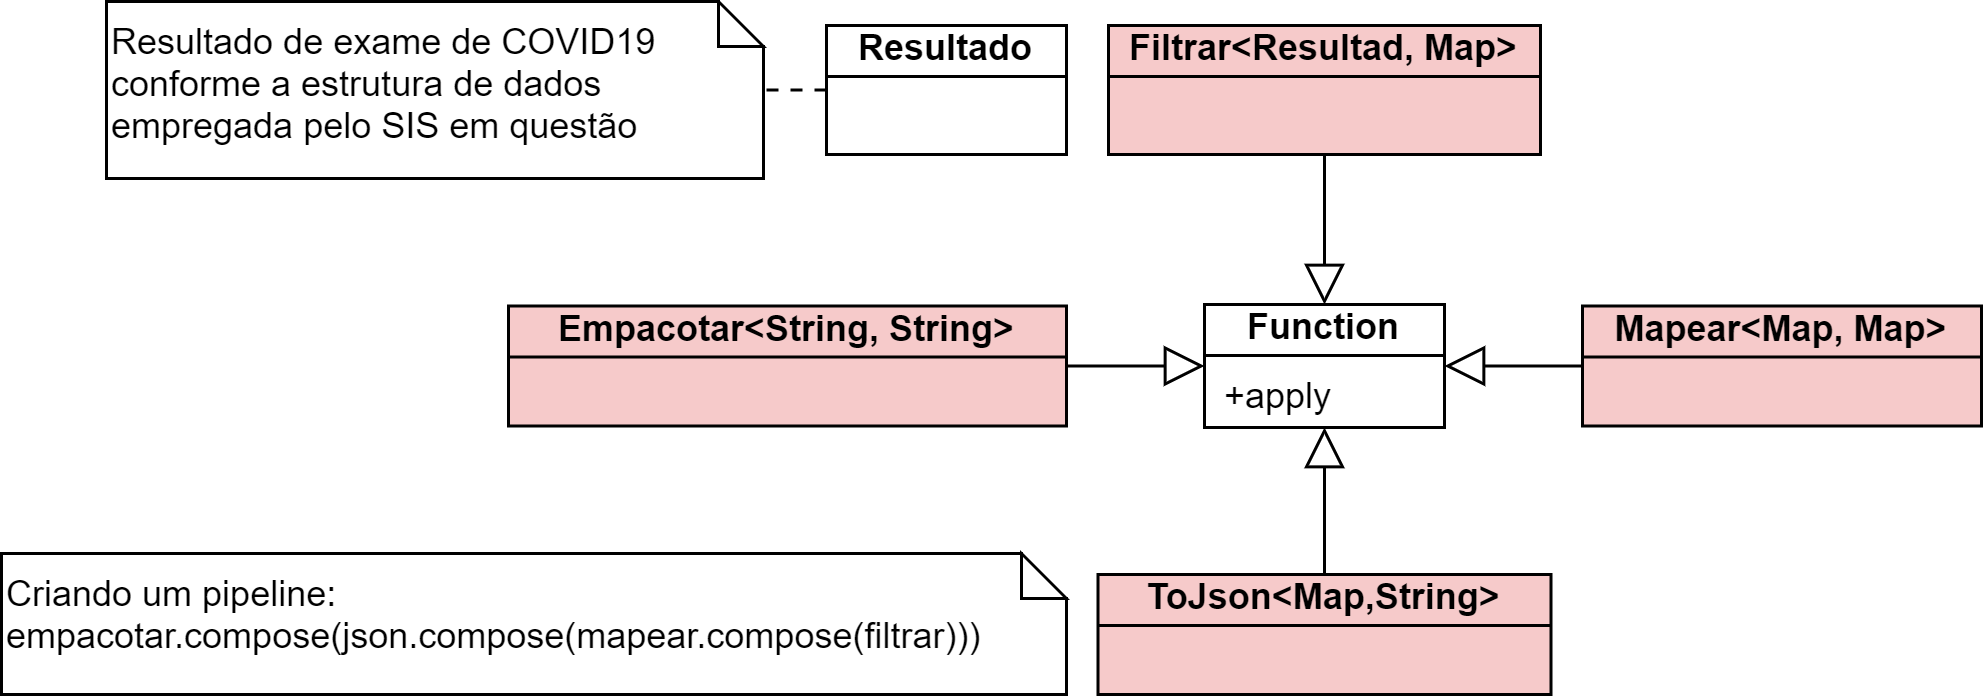 Resultado de exame de COVID19
conforme a estrutura de dados
empregada pelo SIS em questão
Resultado
Filtrar<Resultad, Map>
Empacotar<String, String>
Function
+apply
Mapear<Map, Map>
Criando um pipeline:
empacotar.compose(json.compose(mapear.compose(filtrar)))
ToJson<Map,String>